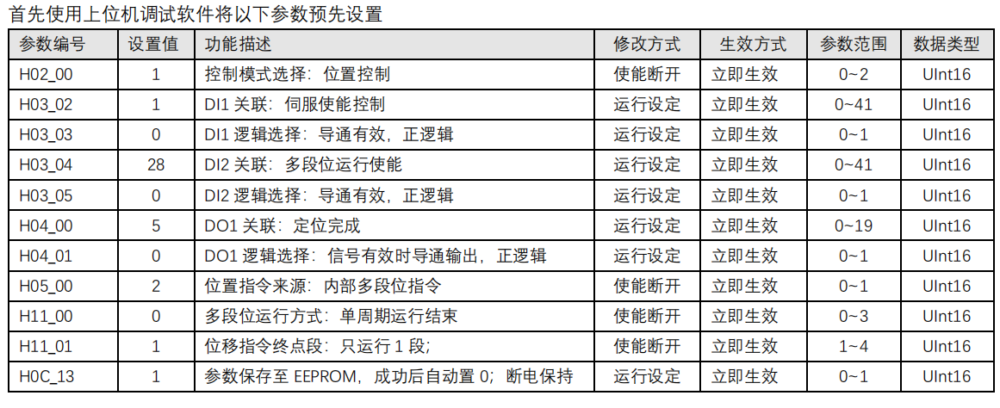 首先使用上位机调试软件将以下参数预先设置
参数编号 设置值 功能描述 修改方式 生效方式 参数范围 数据类型
H02_00 1 控制模式选择：位置控制 使能断开 立即生效 0~2 UInt16
H03_02 1 DI1 关联：伺服使能控制 运行设定 立即生效 0~41 UInt16
H03_03 0 DI1 逻辑选择：导通有效，正逻辑 运行设定 立即生效 0~1 UInt16
H03_04 28 DI2 关联：多段位运行使能 运行设定 立即生效 0~41 UInt16
H03_05 0 DI2 逻辑选择：导通有效，正逻辑 运行设定 立即生效 0~1 UInt16
H04_00 5 DO1 关联：定位完成 运行设定 立即生效 0~19 UInt16
H04_01 0 DO1 逻辑选择：信号有效时导通输出，正逻辑 运行设定 立即生效 0~1 UInt16
H05_00 2 位置指令来源：内部多段位指令 使能断开 立即生效 0~1 UInt16
H11_00 0 多段位运行方式：单周期运行结束 使能断开 立即生效 0~3 UInt16
H11_01 1 位移指令终点段：只运行 1 段； 使能断开 立即生效 1~4 UInt16
H0C_13 1 参数保存至 EEPROM，成功后自动置 0；断电保持 运行设定 立即生效 0~1 UInt16